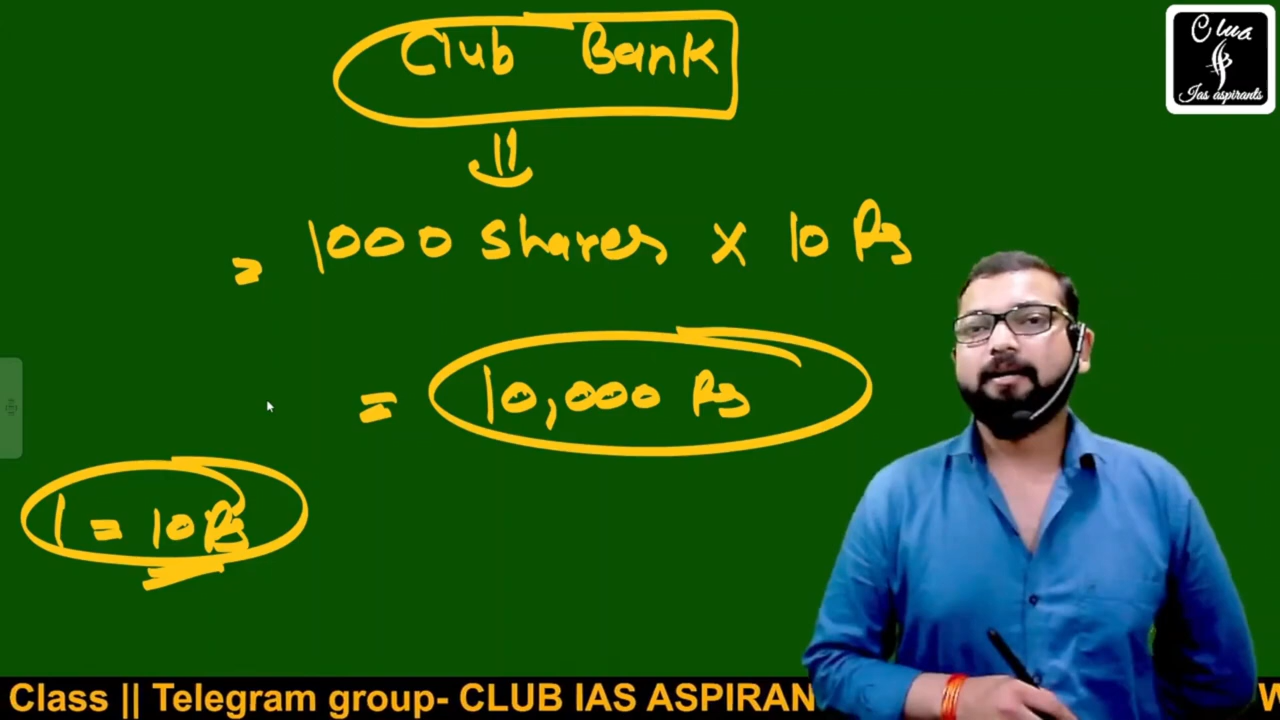 Club Bank
Club
Ias aspirants
= 1000 Shares x 10 Rs
= 10,000 Rs
1 = 10 Rs
Class || Telegram group- CLUB IAS ASPIRAN